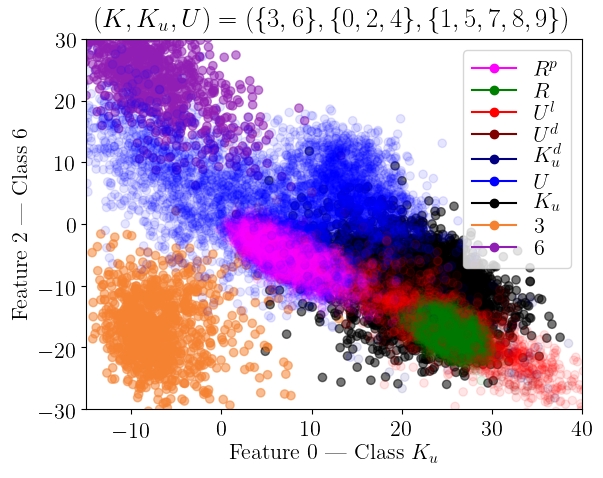 (K, K_u, U) = ({3, 6}, {0, 2, 4}, {1, 5, 7, 8, 9})
30
20
10
0
−10
−20
−30
Feature 2 — Class 6
R^p
R
U^l
U^d
K_u^d
U
K_u
3
6
−10
0
10
20
30
40
Feature 0 — Class K_u